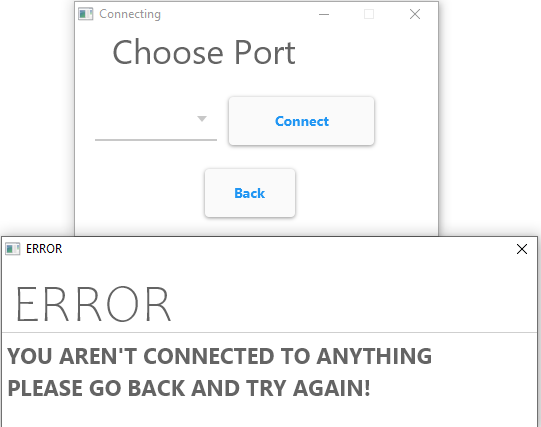 Connecting
Choose Port
Connect
Back
ERROR
ERROR
YOU AREN'T CONNECTED TO ANYTHING
PLEASE GO BACK AND TRY AGAIN!